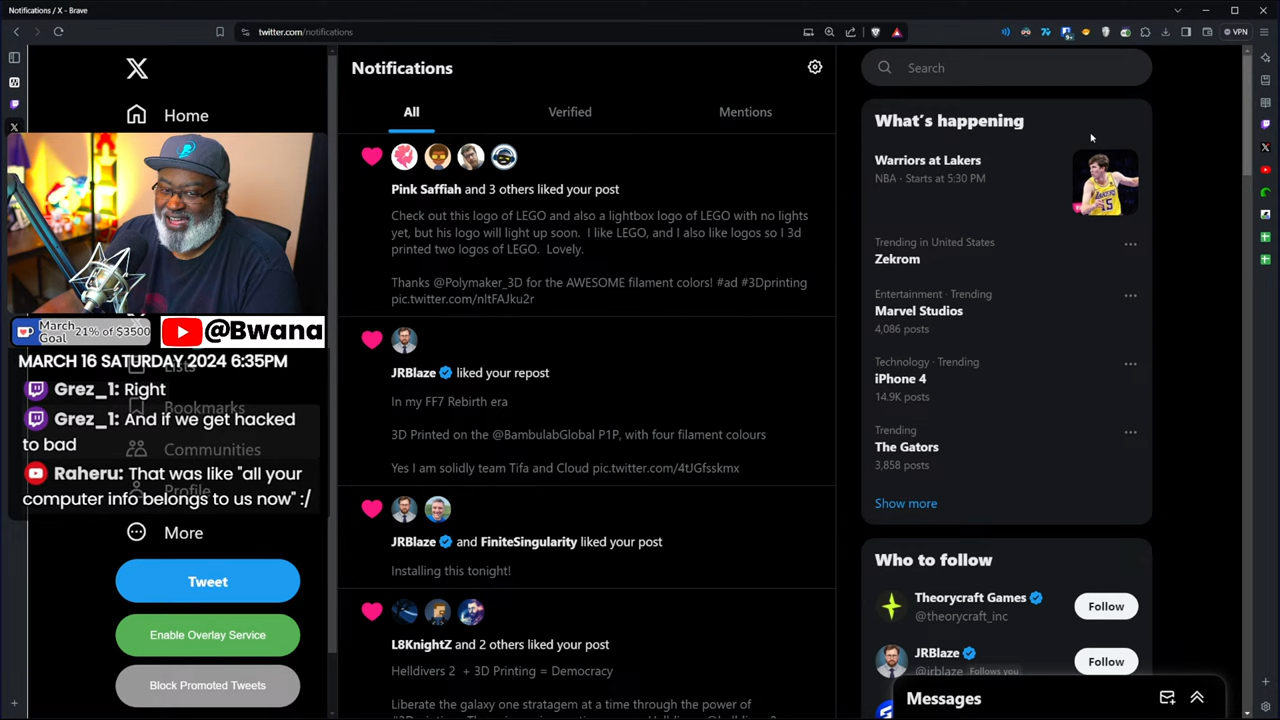 Notifications / X - Brave
twitter.com/notifications
VPN
X
Home
Notifications
All
Verified
Mentions
Pink Saffiah and 3 others liked your post
Check out this logo of LEGO and also a lightbox logo of LEGO with no lights
yet, but his logo will light up soon. I like LEGO, and I also like logos so I 3d
printed two logos of LEGO. Lovely.
Thanks @Polymaker_3D for the AWESOME filament colors! #ad #3Dprinting
pic.twitter.com/nltFAJku2r
JRBlaze liked your repost
In my FF7 Rebirth era
3D Printed on the @BambulabGlobal P1P, with four filament colours
Yes I am solidly team Tifa and Cloud pic.twitter.com/4tJGfsskmx
JRBlaze and FiniteSingularity liked your post
Installing this tonight!
L8KnightZ and 2 others liked your post
Helldivers 2 + 3D Printing = Democracy
Liberate the galaxy one stratagem at a time through the power of
March
Goal
21% of $3500
@Bwana
MARCH 16 SATURDAY 2024 6:35PM
Lists
Grez_1: Right
Bookmarks
Grez_1: And if we get hacked
to bad
Communities
Raheru: That was like "all your
computer info belongs to us now" :/
Profile
More
Tweet
Enable Overlay Service
Block Promoted Tweets
Search
What's happening
Warriors at Lakers
NBA · Starts at 5:30 PM
Trending in United States
Zekrom
Entertainment · Trending
Marvel Studios
4,086 posts
Technology · Trending
iPhone 4
14.9K posts
Trending
The Gators
3,858 posts
Show more
Who to follow
Theorycraft Games
@theorycraft_inc
Follow
JRBlaze
@jrblaze Follows you
Follow
Messages